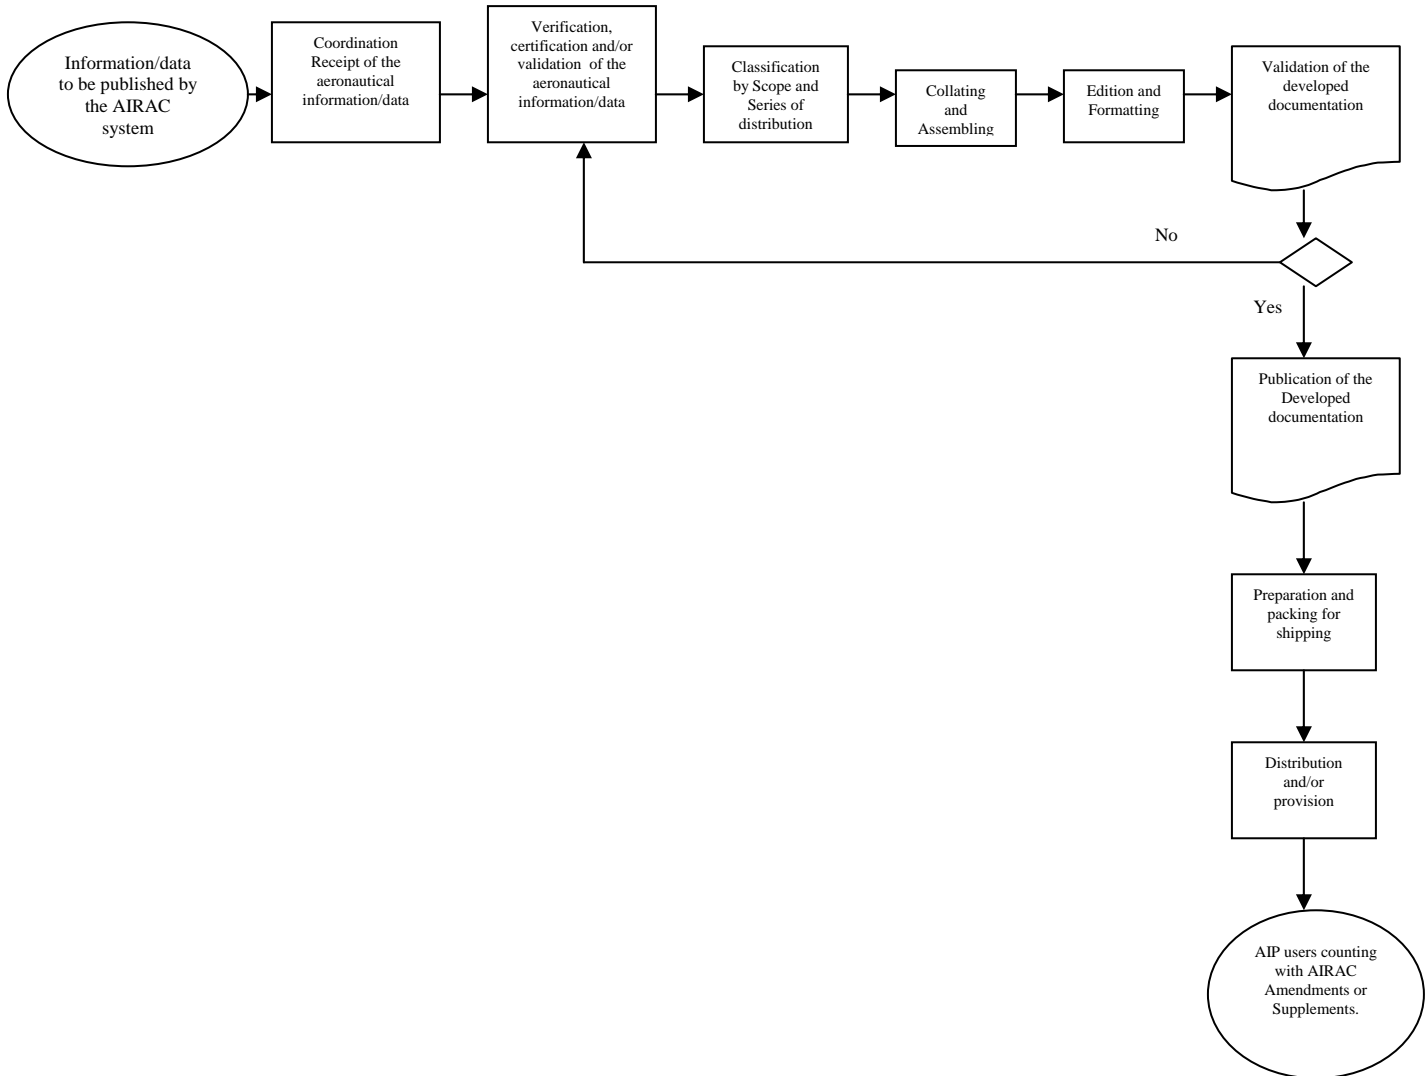 Information/data
to be published by
the AIRAC
system
Coordination
Receipt of the
aeronautical
information/data
Verification,
certification and/or
validation of the
aeronautical
information/data
Classification
by Scope and
Series of
distribution
Collating
and
Assembling
Edition and
Formatting
Validation of the
developed
documentation
No
Yes
Publication of the
Developed
documentation
Preparation and
packing for
shipping
Distribution
and/or
provision
AIP users counting
with AIRAC
Amendments or
Supplements.